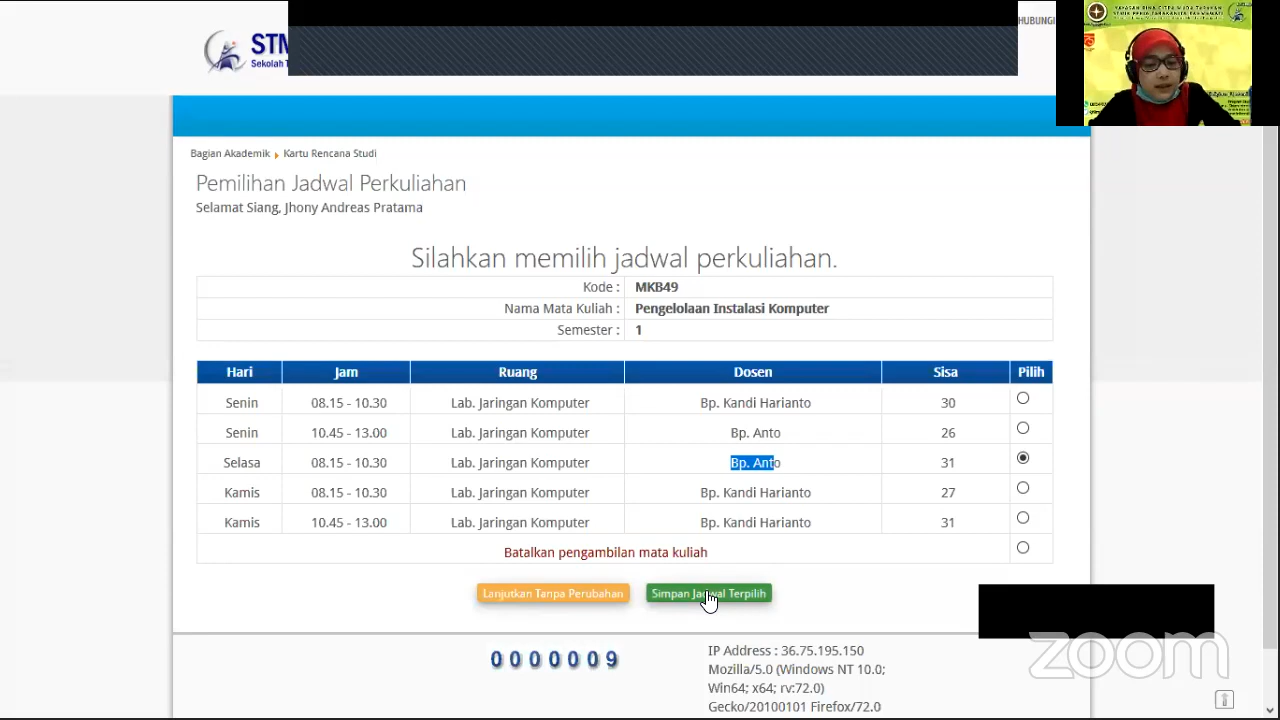 HUBUNGI
STM
Sekolah T
Bagian Akademik
Kartu Rencana Studi
Pemilihan Jadwal Perkuliahan
Selamat Siang, Jhony Andreas Pratama
Silahkan memilih jadwal perkuliahan.
Kode : MKB49
Nama Mata Kuliah : Pengelolaan Instalasi Komputer
Semester : 1
Hari Jam Ruang Dosen Sisa Pilih
Senin 08.15 - 10.30 Lab. Jaringan Komputer Bp. Kandi Harianto 30
Senin 10.45 - 13.00 Lab. Jaringan Komputer Bp. Anto 26
Selasa 08.15 - 10.30 Lab. Jaringan Komputer Bp. Anto 31
Kamis 08.15 - 10.30 Lab. Jaringan Komputer Bp. Kandi Harianto 27
Kamis 10.45 - 13.00 Lab. Jaringan Komputer Bp. Kandi Harianto 31
Batalkan pengambilan mata kuliah
Lanjutkan Tanpa Perubahan Simpan Jadwal Terpilih
0000009
IP Address : 36.75.195.150
Mozilla/5.0 (Windows NT 10.0;
Win64; x64; rv:72.0)
Gecko/20100101 Firefox/72.0
zoom